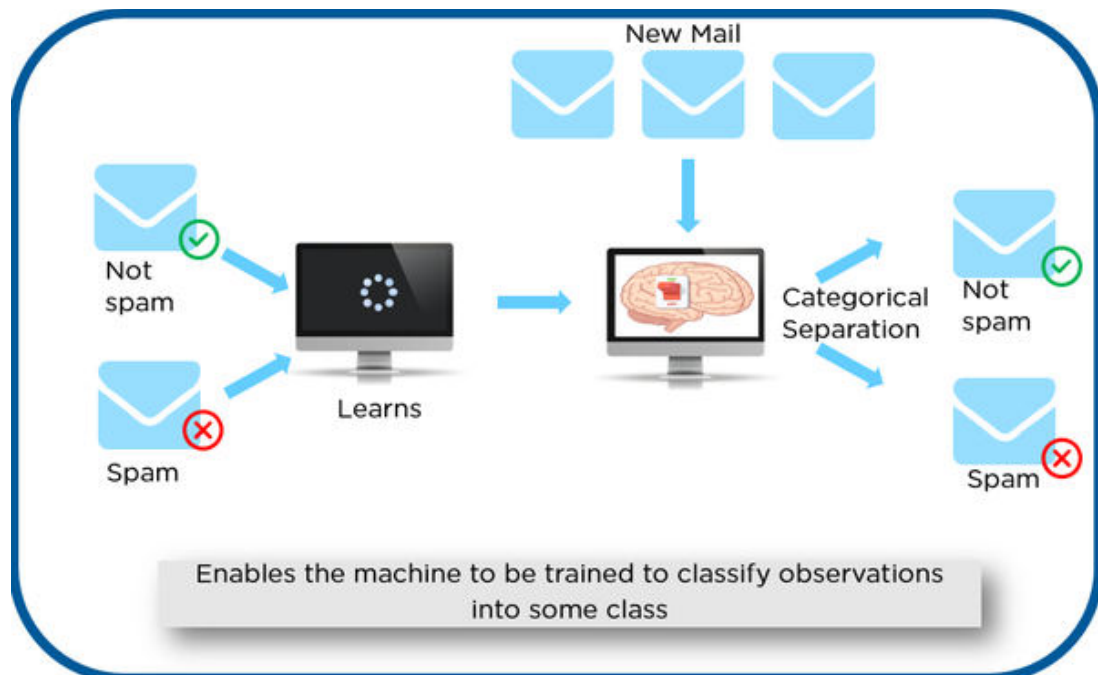 New Mail
Not
spam
Spam
Learns
Categorical
Separation
Not
spam
Spam
Enables the machine to be trained to classify observations
into some class